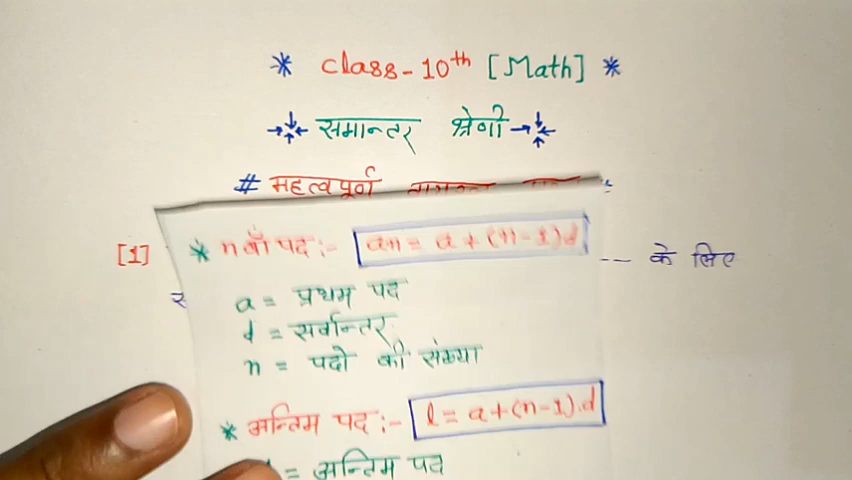 * Class-10th [Math] *
समान्तर श्रेणी
# महत्वपूर्ण
[1] --- के लिए
* nवाँ पद :- an = a + (n-1)d
a = प्रथम पद
d = सर्वान्तर
n = पदो की संख्या
* अन्तिम पद :- l = a+(n-1).d
= अन्तिम पद